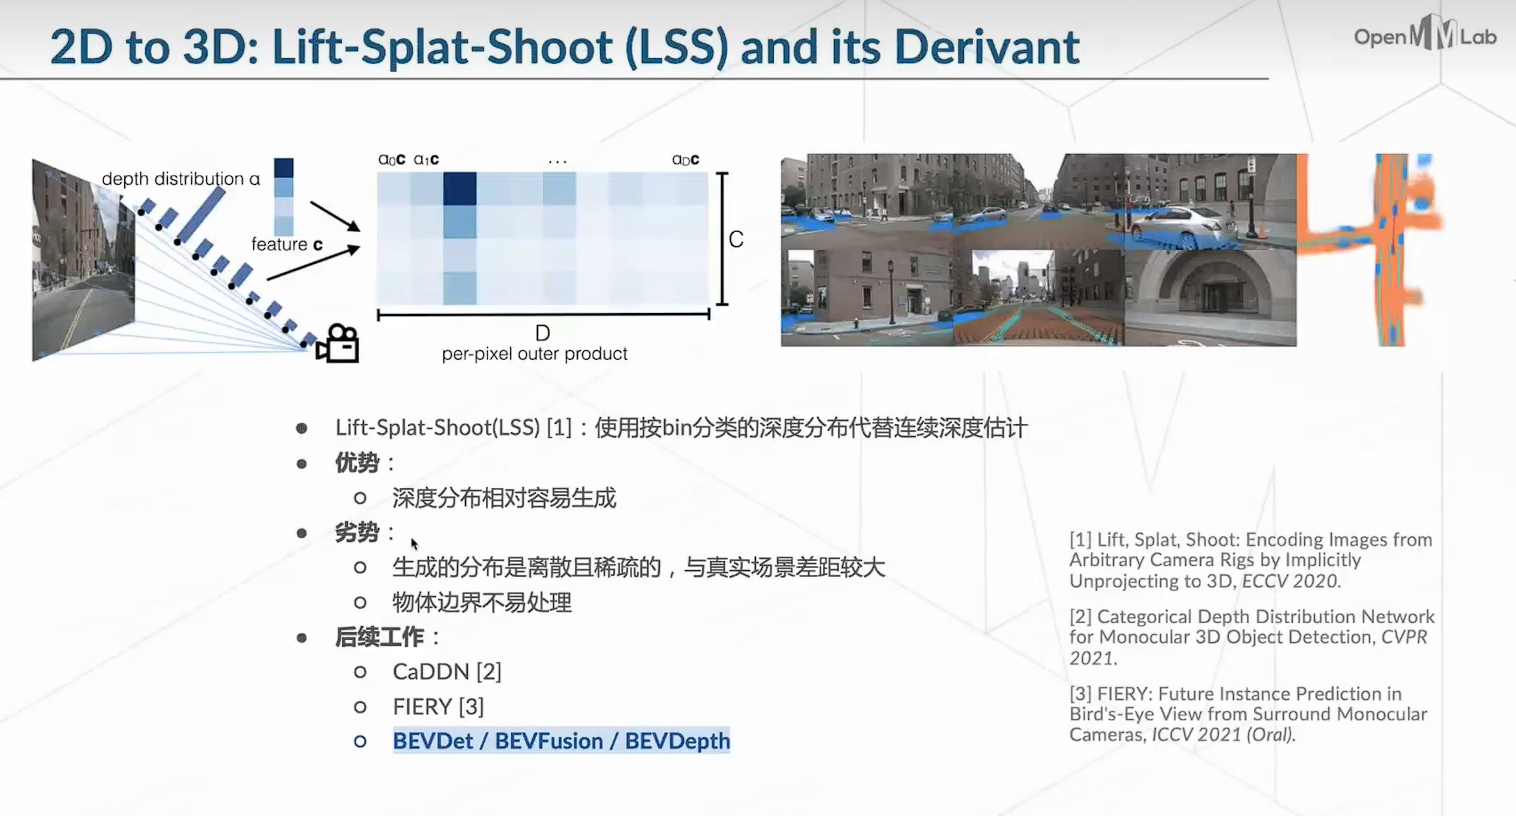 2D to 3D: Lift-Splat-Shoot (LSS) and its Derivant
Open MM Lab
depth distribution α
feature c
α₀c α₁c ... α_Dc
C
D
per-pixel outer product
Lift-Splat-Shoot(LSS) [1]：使用按bin分类的深度分布代替连续深度估计
优势：
深度分布相对容易生成
劣势：
生成的分布是离散且稀疏的，与真实场景差距较大
物体边界不易处理
后续工作：
CaDDN [2]
FIERY [3]
BEVDet / BEVFusion / BEVDepth
[1] Lift, Splat, Shoot: Encoding Images from
Arbitrary Camera Rigs by Implicitly
Unprojecting to 3D, ECCV 2020.
[2] Categorical Depth Distribution Network
for Monocular 3D Object Detection, CVPR
2021.
[3] FIERY: Future Instance Prediction in
Bird's-Eye View from Surround Monocular
Cameras, ICCV 2021 (Oral).